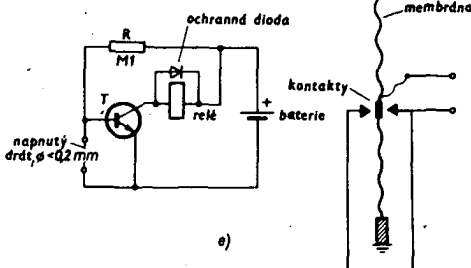 ochranná dioda
membrána
R
M1
T
relé
kontakty
+
baterie
napnutý
drát, ø <0,2 mm
e)